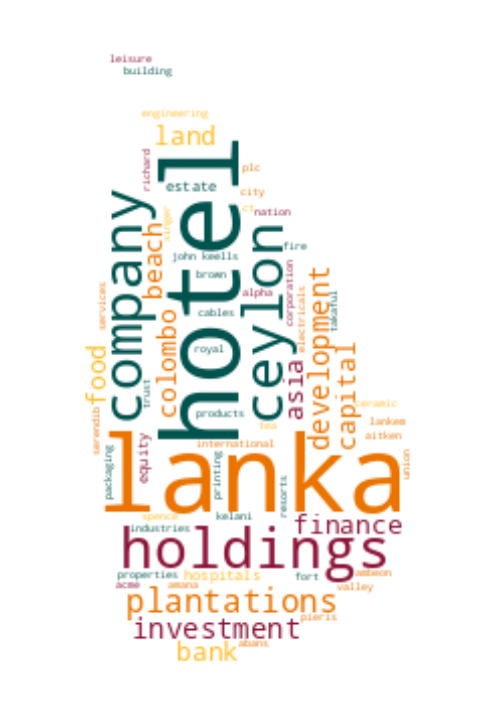 leisure
building
engineering
land
richard
hotel
plc
estate
city
company
beach
singer
ct
nation
ceylon
john keells
fire
brown
alpha
corporation
services
cables
electricals
takaful
development
colombo
royal
food
trust
asia
capital
products
ceramic
serendib
tea
lankem
aitken
lanka
equity
international
packaging
printing
resorts
union
spence
kelani
finance
industries
holdings
properties
hospitals
fort
ambeon
acme
amana
valley
plantations
pieris
investment
bank
abans